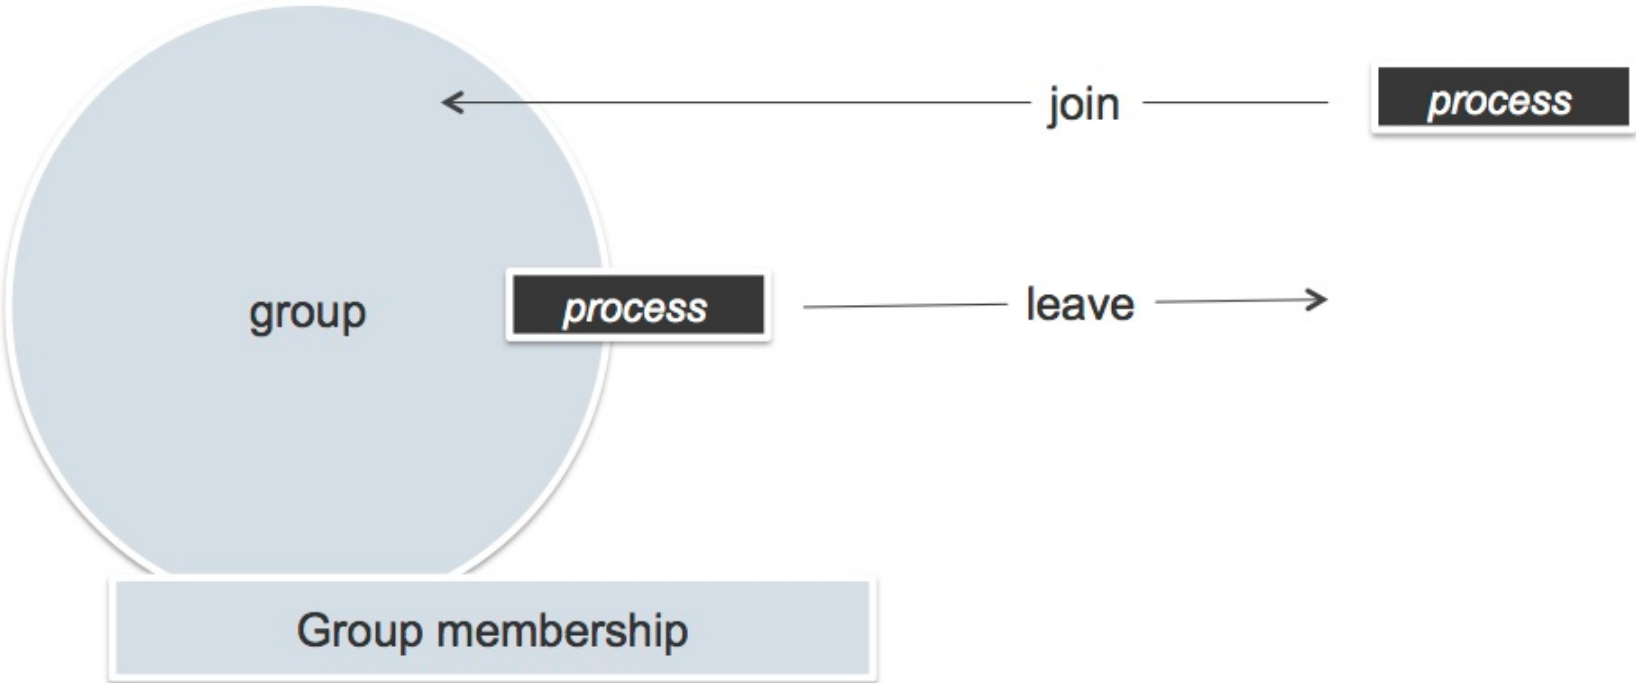 join
process
group
process
leave
Group membership